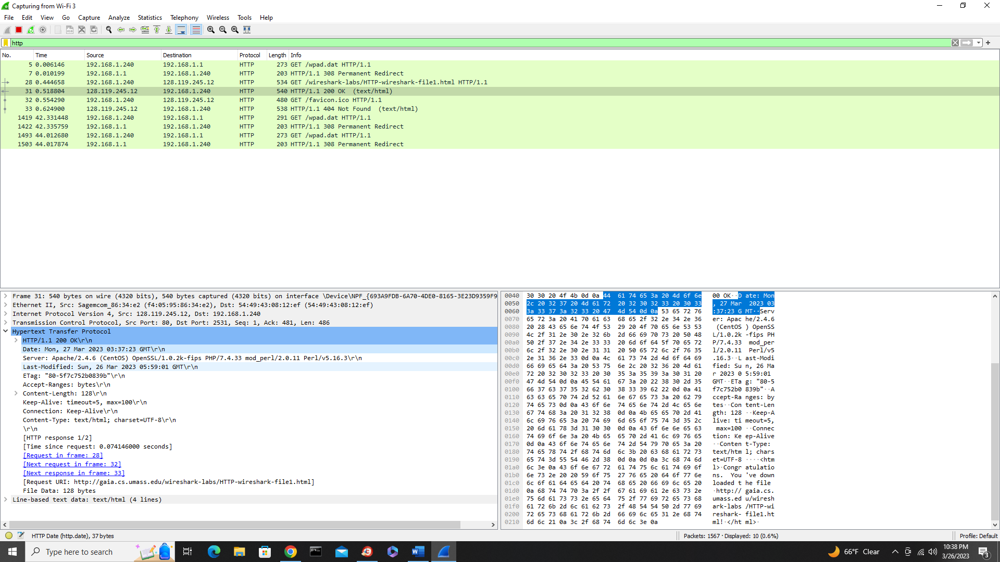 Capturing from Wi-Fi 3
File Edit View Go Capture Analyze Statistics Telephony Wireless Tools Help
http
No. Time Source Destination Protocol Length Info
5 0.006146 192.168.1.240 192.168.1.1 HTTP 273 GET /wpad.dat HTTP/1.1
7 0.010199 192.168.1.1 192.168.1.240 HTTP 203 HTTP/1.1 308 Permanent Redirect
28 0.444658 192.168.1.240 128.119.245.12 HTTP 534 GET /wireshark-labs/HTTP-wireshark-file1.html HTTP/1.1
31 0.518804 128.119.245.12 192.168.1.240 HTTP 540 HTTP/1.1 200 OK (text/html)
32 0.554290 192.168.1.240 128.119.245.12 HTTP 480 GET /favicon.ico HTTP/1.1
33 0.624900 128.119.245.12 192.168.1.240 HTTP 538 HTTP/1.1 404 Not Found (text/html)
1419 42.331448 192.168.1.240 192.168.1.1 HTTP 291 GET /wpad.dat HTTP/1.1
1422 42.335759 192.168.1.1 192.168.1.240 HTTP 203 HTTP/1.1 308 Permanent Redirect
1493 44.012680 192.168.1.240 192.168.1.1 HTTP 273 GET /wpad.dat HTTP/1.1
1503 44.017874 192.168.1.1 192.168.1.240 HTTP 203 HTTP/1.1 308 Permanent Redirect
Frame 31: 540 bytes on wire (4320 bits), 540 bytes captured (4320 bits) on interface \Device\NPF_{693A9FDB-6A70-4DE0-8165-3E23D9359F9
Ethernet II, Src: Sagemcom_86:34:e2 (f4:05:95:86:34:e2), Dst: 54:49:43:08:12:ef (54:49:43:08:12:ef)
Internet Protocol Version 4, Src: 128.119.245.12, Dst: 192.168.1.240
Transmission Control Protocol, Src Port: 80, Dst Port: 2531, Seq: 1, Ack: 481, Len: 486
Hypertext Transfer Protocol
HTTP/1.1 200 OK\r\n
Date: Mon, 27 Mar 2023 03:37:23 GMT\r\n
Server: Apache/2.4.6 (CentOS) OpenSSL/1.0.2k-fips PHP/7.4.33 mod_perl/2.0.11 Perl/v5.16.3\r\n
Last-Modified: Sun, 26 Mar 2023 05:59:01 GMT\r\n
ETag: "80-5f7c752b0839b"\r\n
Accept-Ranges: bytes\r\n
Content-Length: 128\r\n
Keep-Alive: timeout=5, max=100\r\n
Connection: Keep-Alive\r\n
Content-Type: text/html; charset=UTF-8\r\n
\r\n
[HTTP response 1/2]
[Time since request: 0.074146000 seconds]
[Request in frame: 28]
[Next request in frame: 32]
[Next response in frame: 33]
[Request URI: http://gaia.cs.umass.edu/wireshark-labs/HTTP-wireshark-file1.html]
File Data: 128 bytes
Line-based text data: text/html (4 lines)
0040 30 30 20 4f 4b 0d 0a 44 61 74 65 3a 20 4d 6f 6e 00 OK··D ate: Mon
0050 2c 20 32 37 20 4d 61 72 20 32 30 32 33 20 30 33 , 27 Mar 2023 03
0060 3a 33 37 3a 32 33 20 47 4d 54 0d 0a 53 65 72 76 :37:23 G MT··Serv
0070 65 72 3a 20 41 70 61 63 68 65 2f 32 2e 34 2e 36 er: Apac he/2.4.6
0080 20 28 43 65 6e 74 4f 53 29 20 4f 70 65 6e 53 53 (CentOS ) OpenSS
0090 4c 2f 31 2e 30 2e 32 6b 2d 66 69 70 73 20 50 48 L/1.0.2k -fips PH
00a0 50 2f 37 2e 34 2e 33 33 20 6d 6f 64 5f 70 65 72 P/7.4.33 mod_per
00b0 6c 2f 32 2e 30 2e 31 31 20 50 65 72 6c 2f 76 35 l/2.0.11 Perl/v5
00c0 2e 31 36 2e 33 0d 0a 4c 61 73 74 2d 4d 6f 64 69 .16.3··L ast-Modi
00d0 66 69 65 64 3a 20 53 75 6e 2c 20 32 36 20 4d 61 fied: Su n, 26 Ma
00e0 72 20 32 30 32 33 20 30 35 3a 35 39 3a 30 31 20 r 2023 0 5:59:01
00f0 47 4d 54 0d 0a 45 54 61 67 3a 20 22 38 30 2d 35 GMT··ETa g: "80-5
0100 66 37 63 37 35 32 62 30 38 33 39 62 22 0d 0a 41 f7c752b0 839b"··A
0110 63 63 65 70 74 2d 52 61 6e 67 65 73 3a 20 62 79 ccept-Ra nges: by
0120 74 65 73 0d 0a 43 6f 6e 74 65 6e 74 2d 4c 65 6e tes··Con tent-Len
0130 67 74 68 3a 20 31 32 38 0d 0a 4b 65 65 70 2d 41 gth: 128 ··Keep-A
0140 6c 69 76 65 3a 20 74 69 6d 65 6f 75 74 3d 35 2c live: ti meout=5,
0150 20 6d 61 78 3d 31 30 30 0d 0a 43 6f 6e 6e 65 63 max=100 ··Connec
0160 74 69 6f 6e 3a 20 4b 65 65 70 2d 41 6c 69 76 65 tion: Ke ep-Alive
0170 0d 0a 43 6f 6e 74 65 6e 74 2d 54 79 70 65 3a 20 ··Conten t-Type:
0180 74 65 78 74 2f 68 74 6d 6c 3b 20 63 68 61 72 73 text/htm l; chars
0190 65 74 3d 55 54 46 2d 38 0d 0a 0d 0a 3c 68 74 6d et=UTF-8 ····<htm
01a0 6c 3e 0a 43 6f 6e 67 72 61 74 75 6c 61 74 69 6f l>·Congr atulatio
01b0 6e 73 2e 20 20 59 6f 75 27 76 65 20 64 6f 77 6e ns. You 've down
01c0 6c 6f 61 64 65 64 20 74 68 65 20 66 69 6c 65 20 loaded t he file
01d0 0a 68 74 74 70 3a 2f 2f 67 61 69 61 2e 63 73 2e ·http:// gaia.cs.
01e0 75 6d 61 73 73 2e 65 64 75 2f 77 69 72 65 73 68 umass.ed u/wiresh
01f0 61 72 6b 2d 6c 61 62 73 2f 48 54 54 50 2d 77 69 ark-labs /HTTP-wi
0200 72 65 73 68 61 72 6b 2d 66 69 6c 65 31 2e 68 74 reshark- file1.ht
0210 6d 6c 21 0a 3c 2f 68 74 6d 6c 3e 0a ml!·</ht ml>·
HTTP Date (http.date), 37 bytes
Packets: 1567 · Displayed: 10 (0.6%)
Profile: Default
Type here to search
66°F Clear
10:38 PM
3/26/2023
3